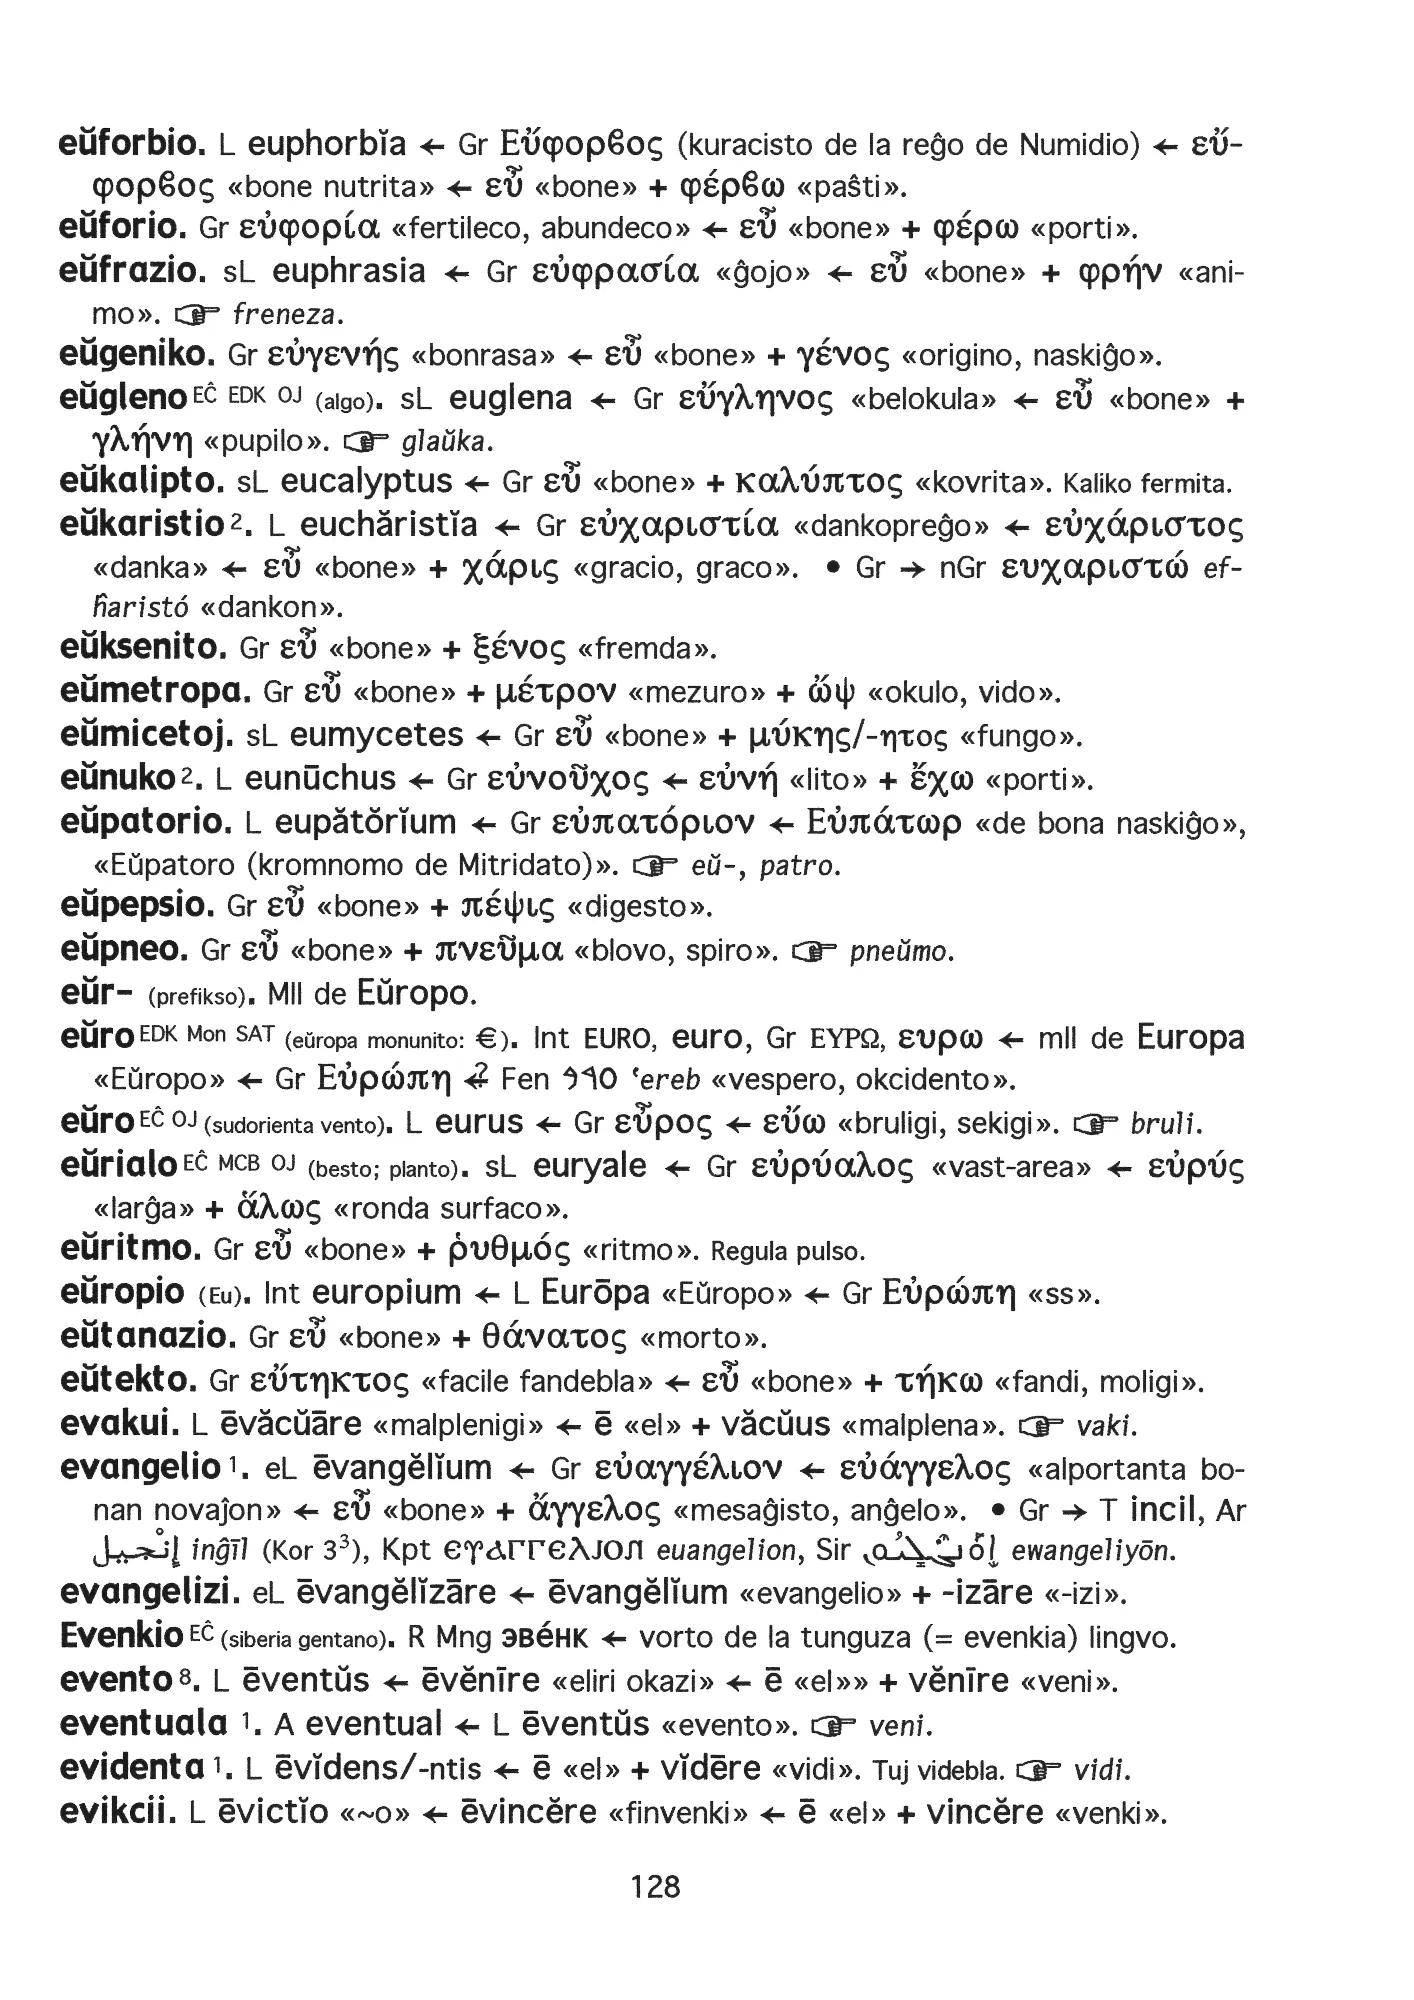 eŭforbio. L euphorbĭa ← Gr Εὔφορϐος (kuracisto de la reĝo de Numidio) ← εὔ-
φορϐος «bone nutrita» ← εὖ «bone» + φέρϐω «paŝti».
eŭforio. Gr εὐφορία «fertileco, abundeco» ← εὖ «bone» + φέρω «porti».
eŭfrazio. sL euphrasia ← Gr εὐφρασία «ĝojo» ← εὖ «bone» + φρήν «ani-
mo». ☞ freneza.
eŭgeniko. Gr εὐγενής «bonrasa» ← εὖ «bone» + γένος «origino, naskiĝo».
eŭgleno EĈ EDK OJ (algo). sL euglena ← Gr εὔγληνος «belokula» ← εὖ «bone» +
γλήνη «pupilo». ☞ glaŭka.
eŭkalipto. sL eucalyptus ← Gr εὖ «bone» + καλύπτος «kovrita». Kaliko fermita.
eŭkaristio 2. L euchăristĭa ← Gr εὐχαριστία «dankopreĝo» ← εὐχάριστος
«danka» ← εὖ «bone» + χάρις «gracio, graco». • Gr → nGr ευχαριστώ ef-
ĥaristó «dankon».
eŭksenito. Gr εὖ «bone» + ξένος «fremda».
eŭmetropa. Gr εὖ «bone» + μέτρον «mezuro» + ὤψ «okulo, vido».
eŭmicetoj. sL eumycetes ← Gr εὖ «bone» + μύκης/-ητος «fungo».
eŭnuko 2. L eunūchus ← Gr εὐνοῦχος ← εὐνή «lito» + ἔχω «porti».
eŭpatorio. L eupătŏrĭum ← Gr εὐπατόριον ← Εὐπάτωρ «de bona naskiĝo»,
«Eŭpatoro (kromnomo de Mitridato)». ☞ eŭ-, patro.
eŭpepsio. Gr εὖ «bone» + πέψις «digesto».
eŭpneo. Gr εὖ «bone» + πνεῦμα «blovo, spiro». ☞ pneŭmo.
eŭr- (prefikso). Mll de Eŭropo.
eŭro EDK Mon SAT (eŭropa monunito: €). Int EURO, euro, Gr ΕΥΡΩ, ευρω ← mll de Europa
«Eŭropo» ← Gr Εὐρώπη ←? Fen 𐤏𐤓𐤁 ‘ereb «vespero, okcidento».
eŭro EĈ OJ (sudorienta vento). L eurus ← Gr εὖρος ← εὔω «bruligi, sekigi». ☞ bruli.
eŭrialo EĈ MCB OJ (besto; planto). sL euryale ← Gr εὐρύαλος «vast-area» ← εὐρύς
«larĝa» + ἅλως «ronda surfaco».
eŭritmo. Gr εὖ «bone» + ῥυθμός «ritmo». Regula pulso.
eŭropio (Eu). Int europium ← L Eurōpa «Eŭropo» ← Gr Εὐρώπη «ss».
eŭtanazio. Gr εὖ «bone» + θάνατος «morto».
eŭtekto. Gr εὔτηκτος «facile fandebla» ← εὖ «bone» + τήκω «fandi, moligi».
evakui. L ēvăcŭāre «malplenigi» ← ē «el» + văcŭus «malplena». ☞ vaki.
evangelio 1. eL ēvangĕlĭum ← Gr εὐαγγέλιον ← εὐάγγελος «alportanta bo-
nan novaĵon» ← εὖ «bone» + ἄγγελος «mesaĝisto, anĝelo». • Gr → T incil, Ar
إنْجيل inĝīl (Kor 3³), Kpt ⲉⲩⲁⲅⲅⲉⲗⲓⲟⲛ euangelion, Sir ewangeliyōn.
evangelizi. eL ēvangĕlĭzāre ← ēvangĕlĭum «evangelio» + -izāre «-izi».
Evenkio EĈ (siberia gentano). R Mng эвéнк ← vorto de la tunguza (= evenkia) lingvo.
evento 8. L ēventŭs ← ēvĕnīre «eliri okazi» ← ē «el»» + vĕnīre «veni».
eventuala 1. A eventual ← L ēventŭs «evento». ☞ veni.
evidenta 1. L ēvĭdens/-ntis ← ē «el» + vĭdēre «vidi». Tuj videbla. ☞ vidi.
evikcii. L ēvictĭo «~o» ← ēvincĕre «finvenki» ← ē «el» + vincĕre «venki».
128